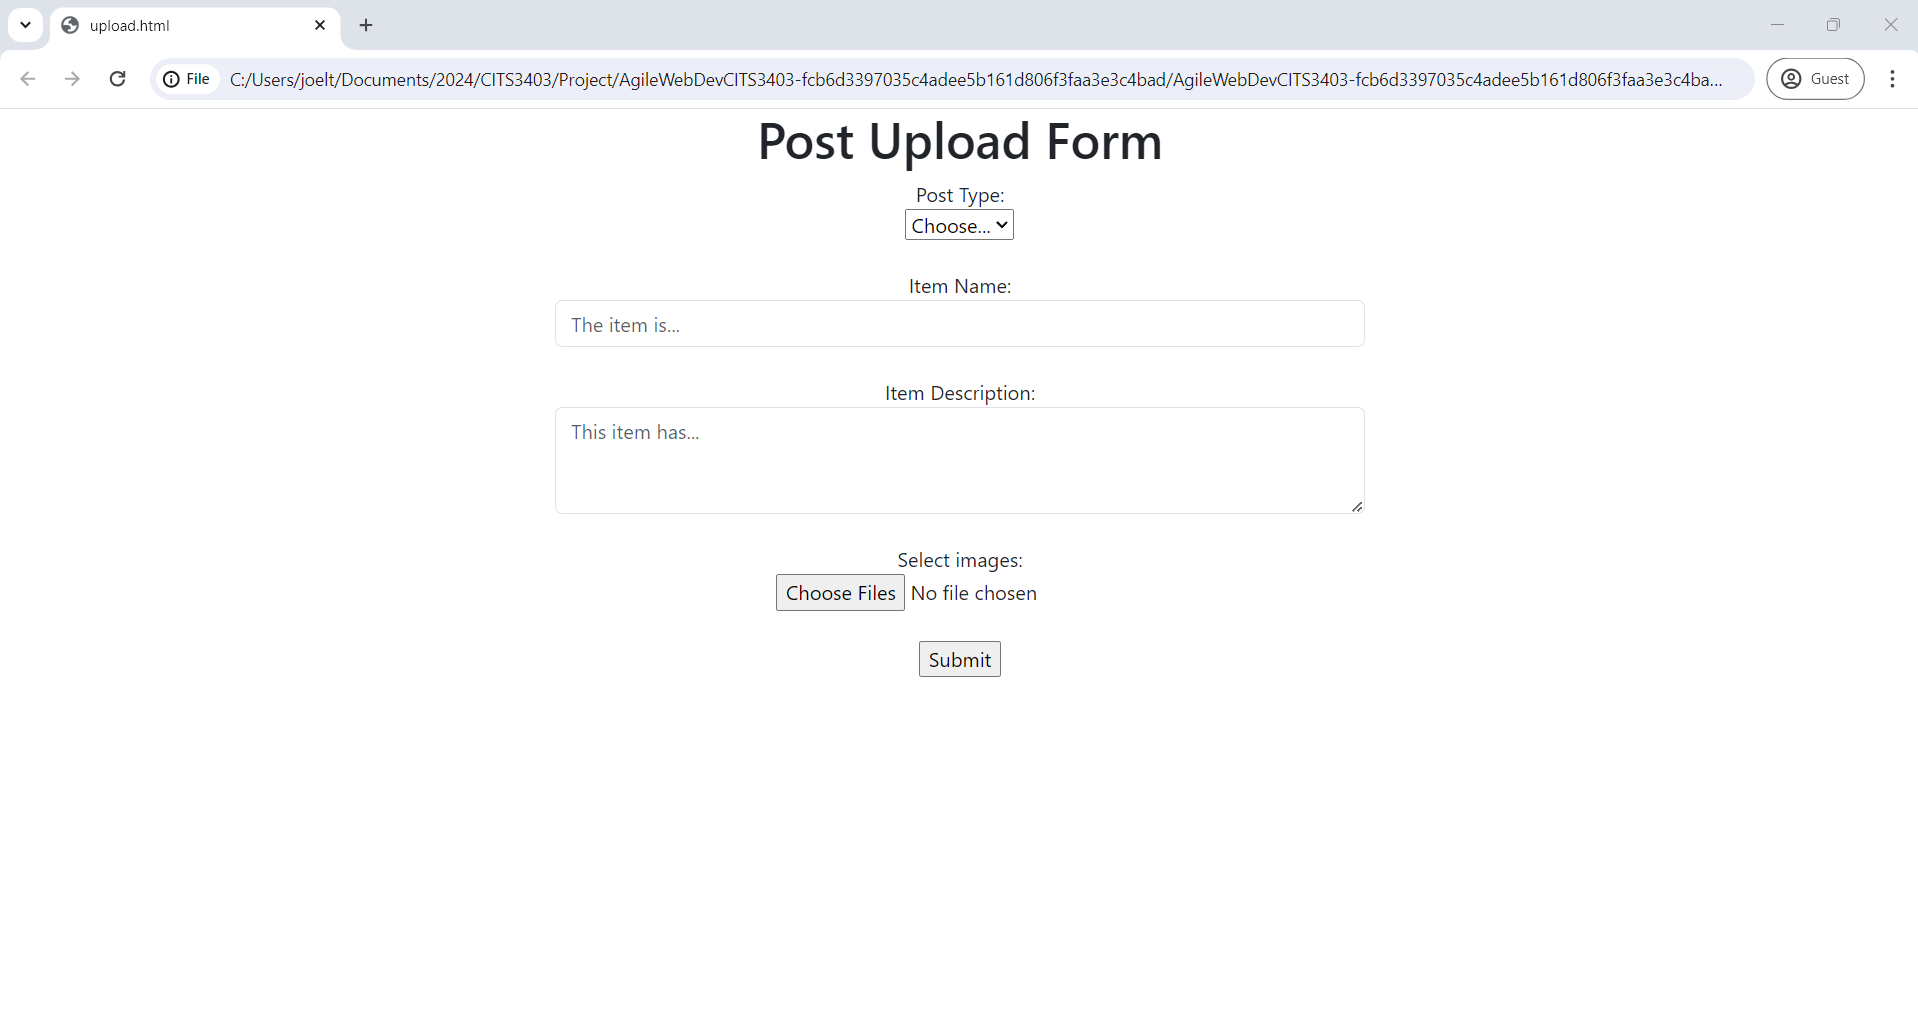 upload.html
File
C:/Users/joelt/Documents/2024/CITS3403/Project/AgileWebDevCITS3403-fcb6d3397035c4adee5b161d806f3faa3e3c4bad/AgileWebDevCITS3403-fcb6d3397035c4adee5b161d806f3faa3e3c4ba...
Guest
Post Upload Form
Post Type:
Choose...
Item Name:
The item is...
Item Description:
This item has...
Select images:
Choose Files No file chosen
Submit